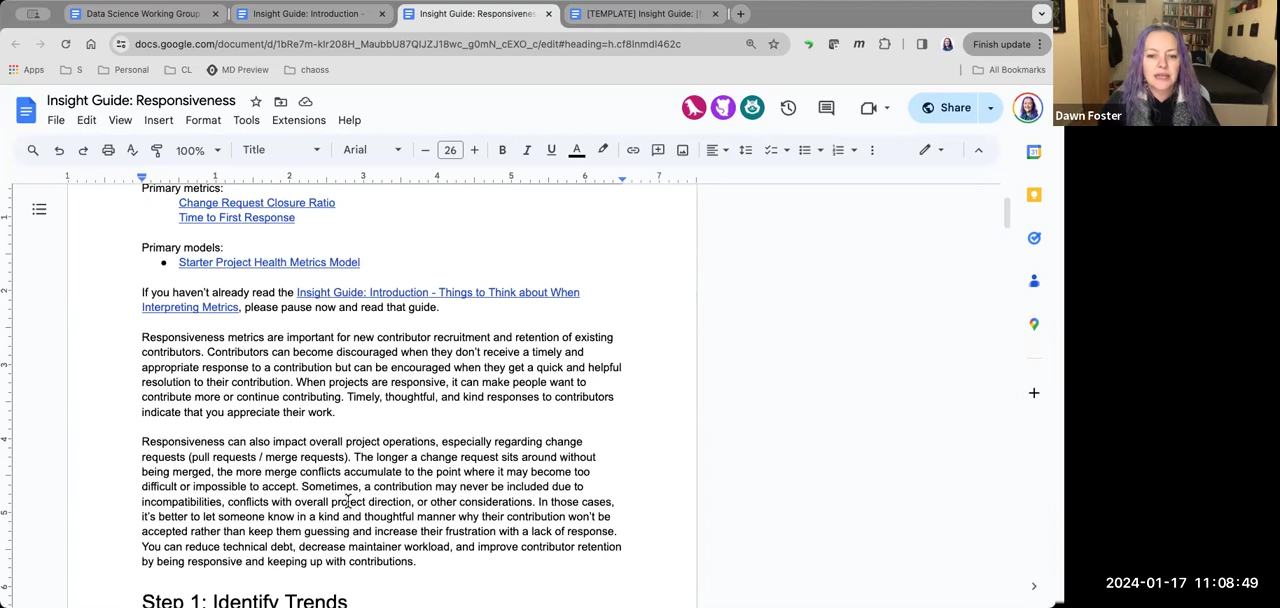 Data Science Working Group
Insight Guide: Introduction -
Insight Guide: Responsivenes
[TEMPLATE] Insight Guide: [
docs.google.com/document/d/1bRe7m-kIr208H_MaubbU87QIJZJ18wc_g0mN_cEXO_c/edit#heading=h.cf8lnmdl462c
Finish update
Apps
S
Personal
CL
MD Preview
chaoss
All Bookmarks
Insight Guide: Responsiveness
File Edit View Insert Format Tools Extensions Help
Share
100%
Title
Arial
26
1 1 2 3 4 5 6 7
Primary metrics:
Change Request Closure Ratio
Time to First Response
Primary models:
● Starter Project Health Metrics Model
If you haven't already read the Insight Guide: Introduction - Things to Think about When
Interpreting Metrics, please pause now and read that guide.
Responsiveness metrics are important for new contributor recruitment and retention of existing
contributors. Contributors can become discouraged when they don't receive a timely and
appropriate response to a contribution but can be encouraged when they get a quick and helpful
resolution to their contribution. When projects are responsive, it can make people want to
contribute more or continue contributing. Timely, thoughtful, and kind responses to contributors
indicate that you appreciate their work.
Responsiveness can also impact overall project operations, especially regarding change
requests (pull requests / merge requests). The longer a change request sits around without
being merged, the more merge conflicts accumulate to the point where it may become too
difficult or impossible to accept. Sometimes, a contribution may never be included due to
incompatibilities, conflicts with overall project direction, or other considerations. In those cases,
it's better to let someone know in a kind and thoughtful manner why their contribution won't be
accepted rather than keep them guessing and increase their frustration with a lack of response.
You can reduce technical debt, decrease maintainer workload, and improve contributor retention
by being responsive and keeping up with contributions.
Step 1: Identify Trends
Dawn Foster
2024-01-17 11:08:49